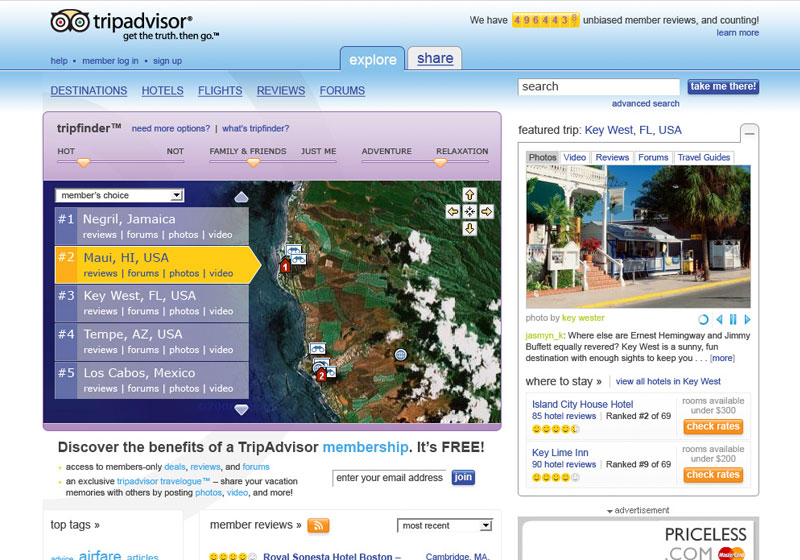 tripadvisor®
get the truth. then go.™
We have 4964438 unbiased member reviews, and counting!
learn more
help • member log in • sign up
explore
share
DESTINATIONS HOTELS FLIGHTS REVIEWS FORUMS
search
take me there!
advanced search
tripfinder™ need more options? | what's tripfinder?
HOT NOT FAMILY & FRIENDS JUST ME ADVENTURE RELAXATION
member's choice
#1 Negril, Jamaica
reviews | forums | photos | video
#2 Maui, HI, USA
reviews | forums | photos | video
#3 Key West, FL, USA
reviews | forums | photos | video
#4 Tempe, AZ, USA
reviews | forums | photos | video
#5 Los Cabos, Mexico
reviews | forums | photos | video
1
2
featured trip: Key West, FL, USA
Photos Video Reviews Forums Travel Guides
photo by key wester
jasmyn_k: Where else are Ernest Hemingway and Jimmy
Buffett equally revered? Key West is a sunny, fun
destination with enough sights to keep you . . . [more]
where to stay » view all hotels in Key West
Island City House Hotel
85 hotel reviews | Ranked #2 of 69
rooms available
under $300
check rates
Key Lime Inn
90 hotel reviews | Ranked #9 of 69
rooms available
under $200
check rates
advertisement
PRICELESS
.COM MasterCard
Discover the benefits of a TripAdvisor membership. It's FREE!
• access to members-only deals, reviews, and forums
• an exclusive tripadvisor travelogue™ – share your vacation
memories with others by posting photos, video, and more!
enter your email address
join
top tags »
advice airfare articles
member reviews »
most recent
Royal Sonesta Hotel Boston – Cambridge, MA,